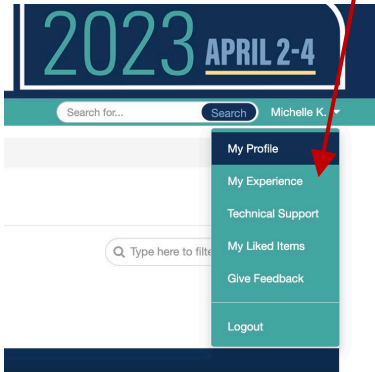 2023 APRIL 2-4
Search for... Search Michelle K.
My Profile
My Experience
Technical Support
Type here to filte My Liked Items
Give Feedback
Logout